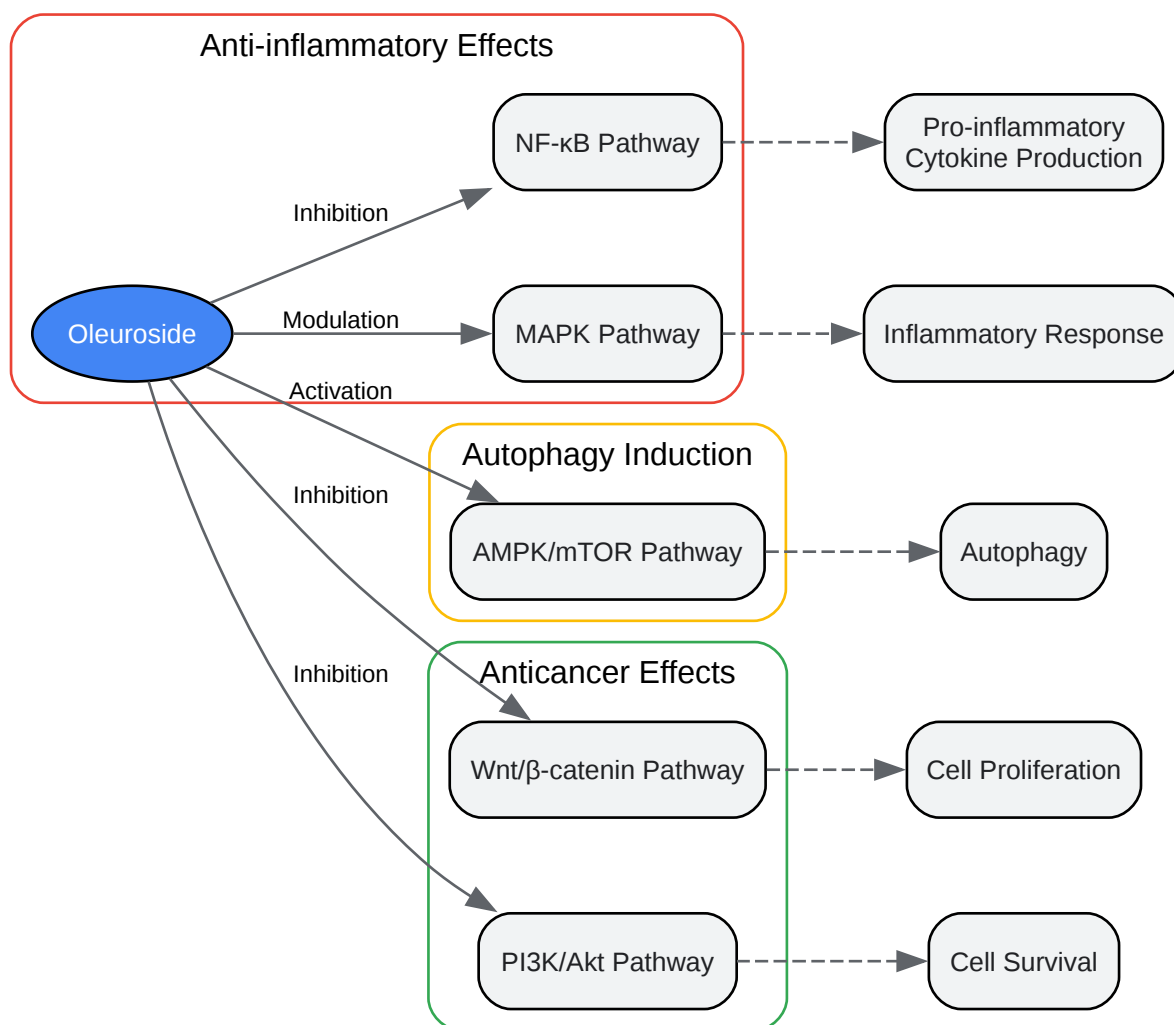 Anti-inflammatory Effects
NF-κB Pathway
Pro-inflammatory
Cytokine Production
Inhibition
Oleuroside
Modulation
MAPK Pathway
Inflammatory Response
Activation
Autophagy Induction
Inhibition
AMPK/mTOR Pathway
Autophagy
Anticancer Effects
Inhibition
Wnt/β-catenin Pathway
Cell Proliferation
PI3K/Akt Pathway
Cell Survival